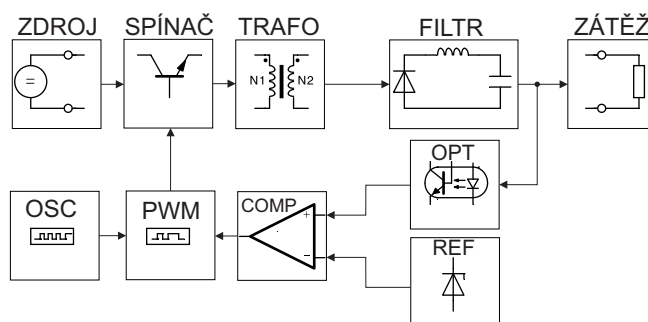 ZDROJ SPÍNAČ TRAFO FILTR ZÁTĚŽ
=
N1 N2
OPT
OSC PWM COMP
+
−
REF